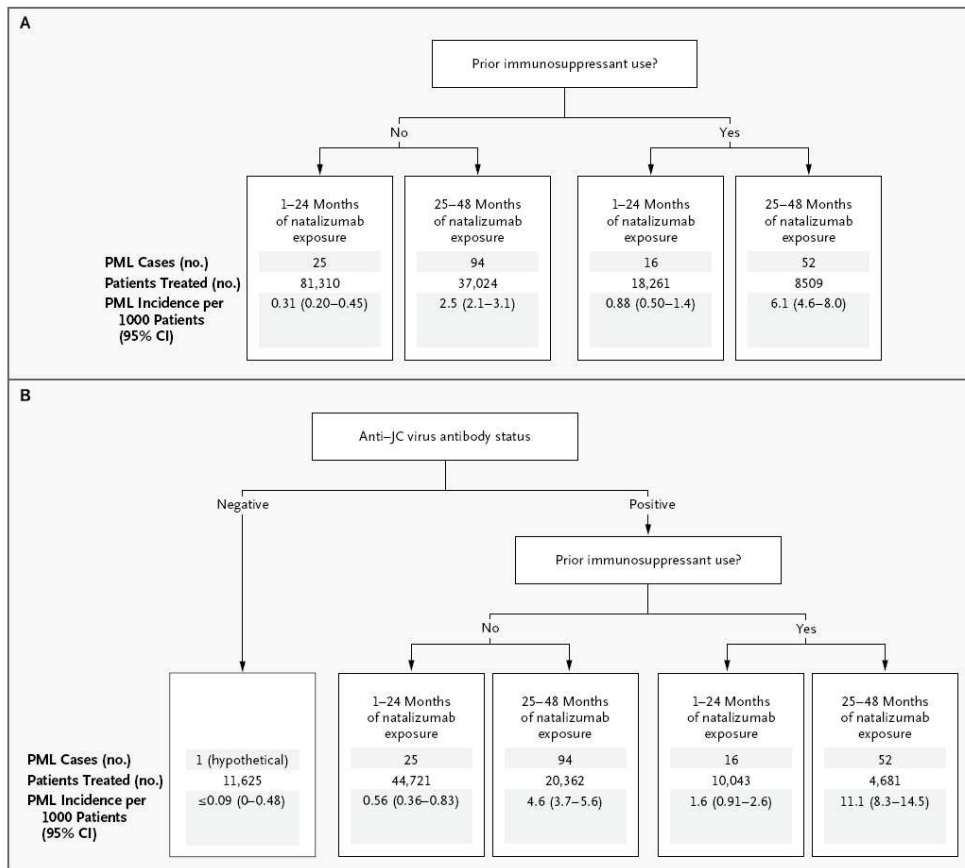 A
Prior immunosuppressant use?
No
Yes
1–24 Months
of natalizumab
exposure
25–48 Months
of natalizumab
exposure
1–24 Months
of natalizumab
exposure
25–48 Months
of natalizumab
exposure
PML Cases (no.) 25 94 16 52
Patients Treated (no.) 81,310 37,024 18,261 8509
PML Incidence per 0.31 (0.20–0.45) 2.5 (2.1–3.1) 0.88 (0.50–1.4) 6.1 (4.6–8.0)
1000 Patients
(95% CI)
B
Anti–JC virus antibody status
Negative
Positive
Prior immunosuppressant use?
No
Yes
1–24 Months
of natalizumab
exposure
25–48 Months
of natalizumab
exposure
1–24 Months
of natalizumab
exposure
25–48 Months
of natalizumab
exposure
PML Cases (no.) 1 (hypothetical) 25 94 16 52
Patients Treated (no.) 11,625 44,721 20,362 10,043 4,681
PML Incidence per ≤0.09 (0–0.48) 0.56 (0.36–0.83) 4.6 (3.7–5.6) 1.6 (0.91–2.6) 11.1 (8.3–14.5)
1000 Patients
(95% CI)